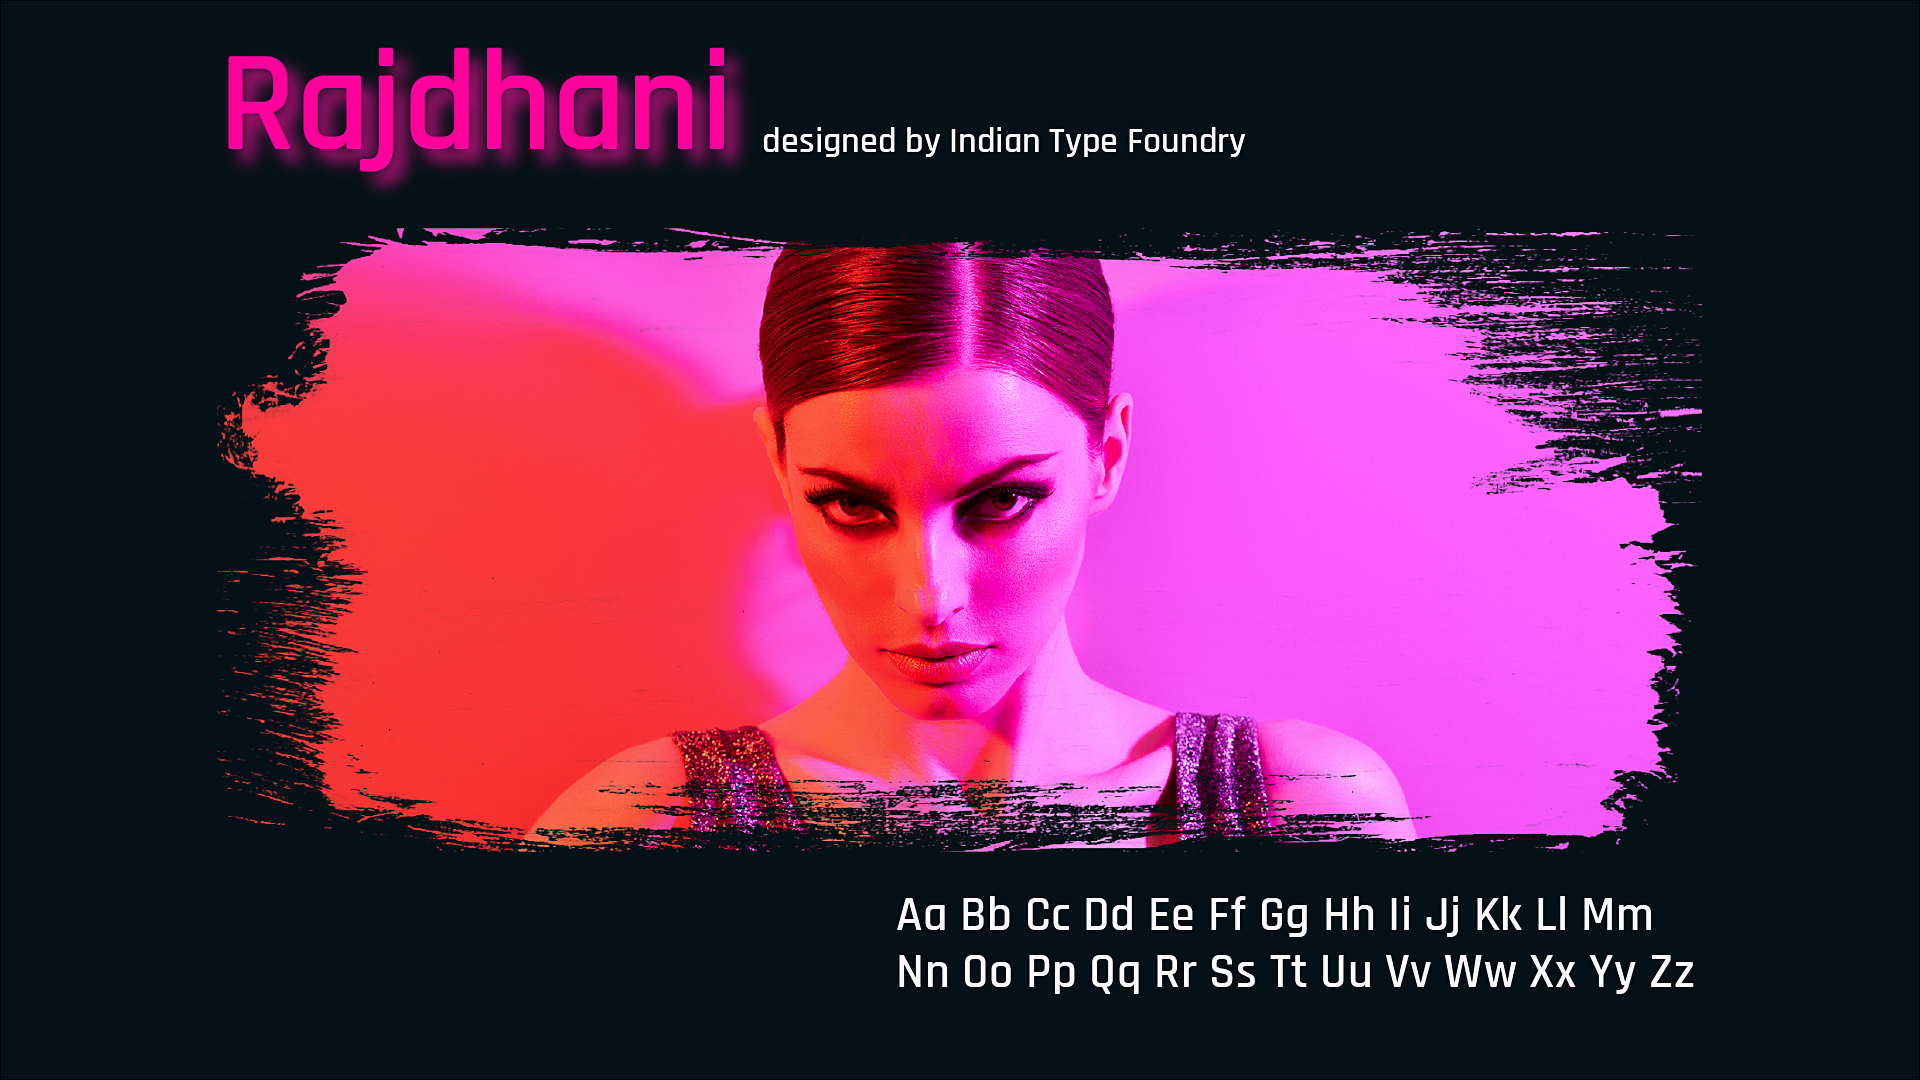 Rajdhani designed by Indian Type Foundry
Aa Bb Cc Dd Ee Ff Gg Hh Ii Jj Kk Ll Mm
Nn Oo Pp Qq Rr Ss Tt Uu Vv Ww Xx Yy Zz